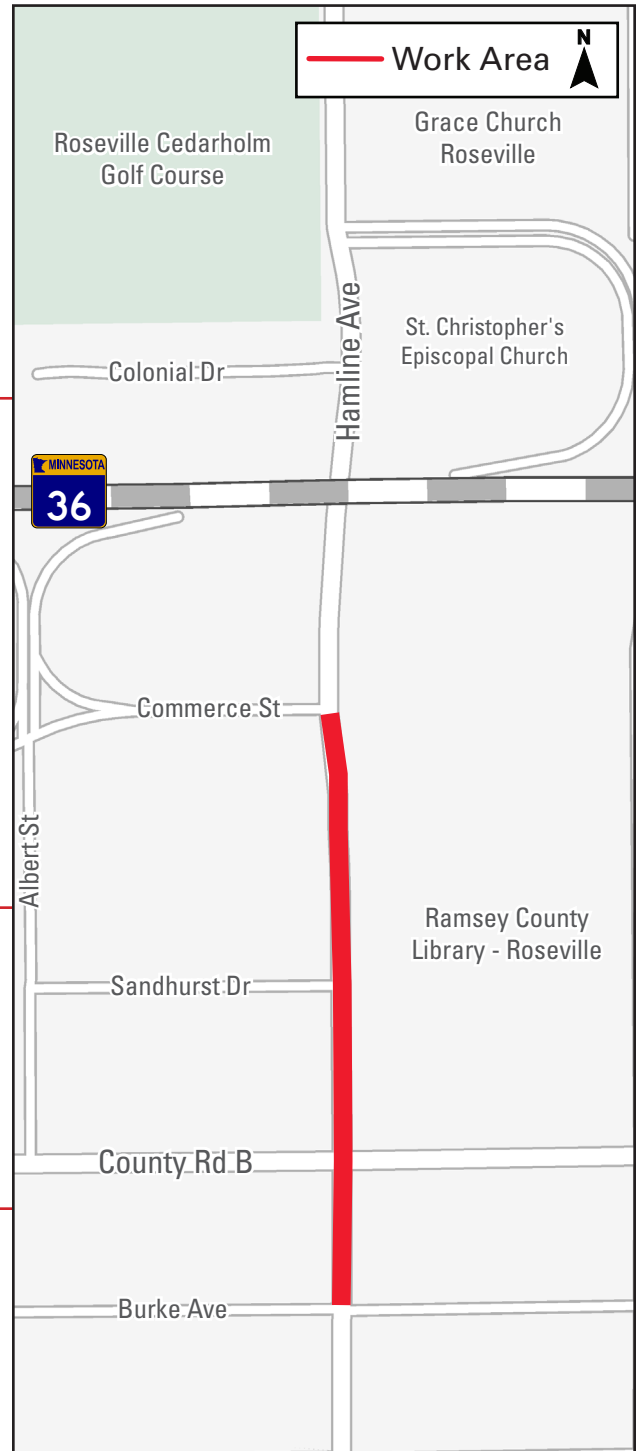 Work Area
N
Roseville Cedarholm
Golf Course
Grace Church
Roseville
Hamline Ave
St. Christopher's
Episcopal Church
Colonial Dr
MINNESOTA
36
Commerce St
Albert St
Ramsey County
Library - Roseville
Sandhurst Dr
County Rd B
Burke Ave